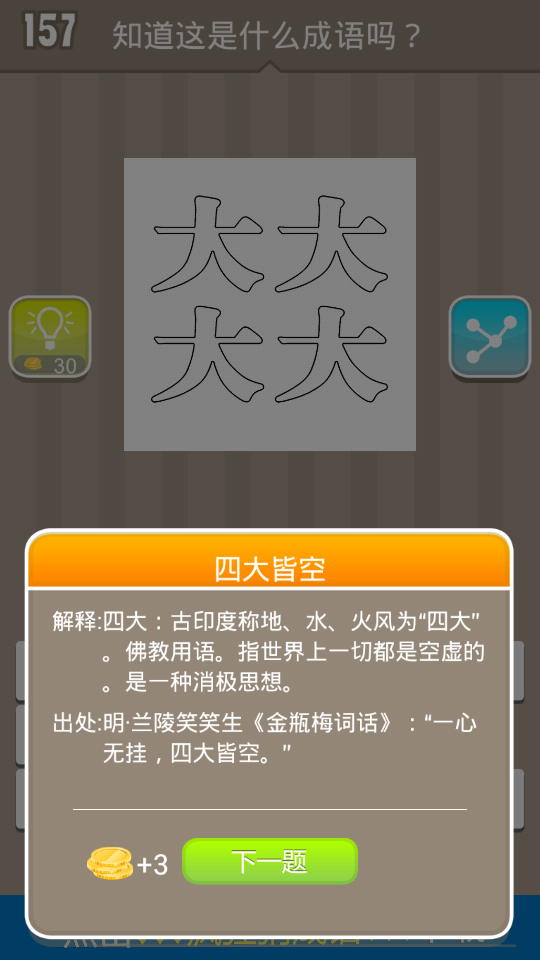 157 知道这是什么成语吗？
大大
大大
30
四大皆空
解释:四大：古印度称地、水、火风为“四大”
。佛教用语。指世界上一切都是空虚的
。是一种消极思想。
出处:明·兰陵笑笑生《金瓶梅词话》：“一心
无挂，四大皆空。”
+3 下一题